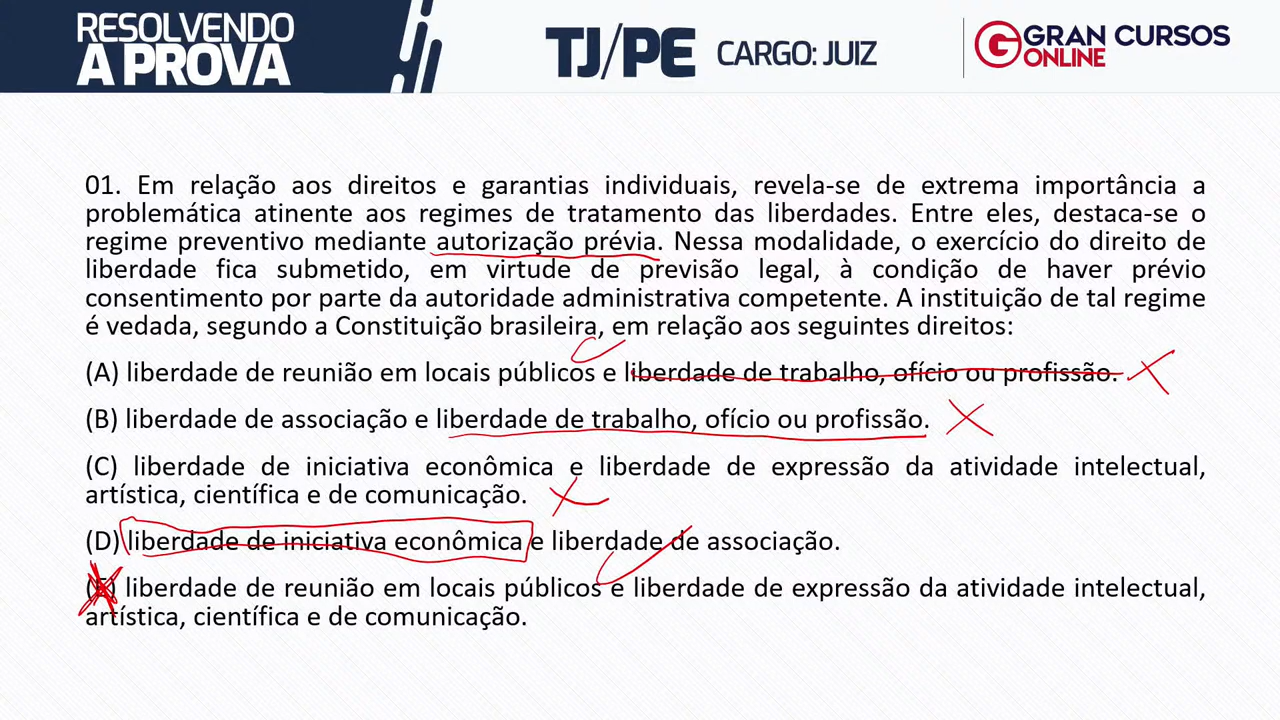 RESOLVENDO
A PROVA
TJ/PE CARGO: JUIZ
GRAN CURSOS
ONLINE
01. Em relação aos direitos e garantias individuais, revela-se de extrema importância a
problemática atinente aos regimes de tratamento das liberdades. Entre eles, destaca-se o
regime preventivo mediante autorização prévia. Nessa modalidade, o exercício do direito de
liberdade fica submetido, em virtude de previsão legal, à condição de haver prévio
consentimento por parte da autoridade administrativa competente. A instituição de tal regime
é vedada, segundo a Constituição brasileira, em relação aos seguintes direitos:
(A) liberdade de reunião em locais públicos e liberdade de trabalho, ofício ou profissão.
(B) liberdade de associação e liberdade de trabalho, ofício ou profissão.
(C) liberdade de iniciativa econômica e liberdade de expressão da atividade intelectual,
artística, científica e de comunicação.
(D) liberdade de iniciativa econômica e liberdade de associação.
(E) liberdade de reunião em locais públicos e liberdade de expressão da atividade intelectual,
artística, científica e de comunicação.